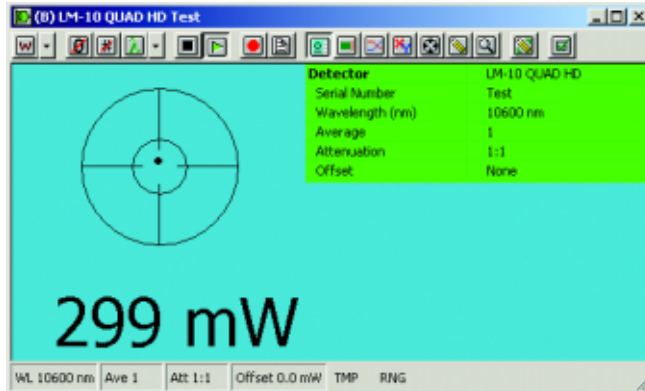 (B) LM-10 QUAD HD Test
W
Detector LM-10 QUAD HD
Serial Number Test
Wavelength (nm) 10600 nm
Average 1
Attenuation 1:1
Offset None
299 mW
WL 10600 nm Ave 1 Att 1:1 Offset 0.0 mW TMP RNG